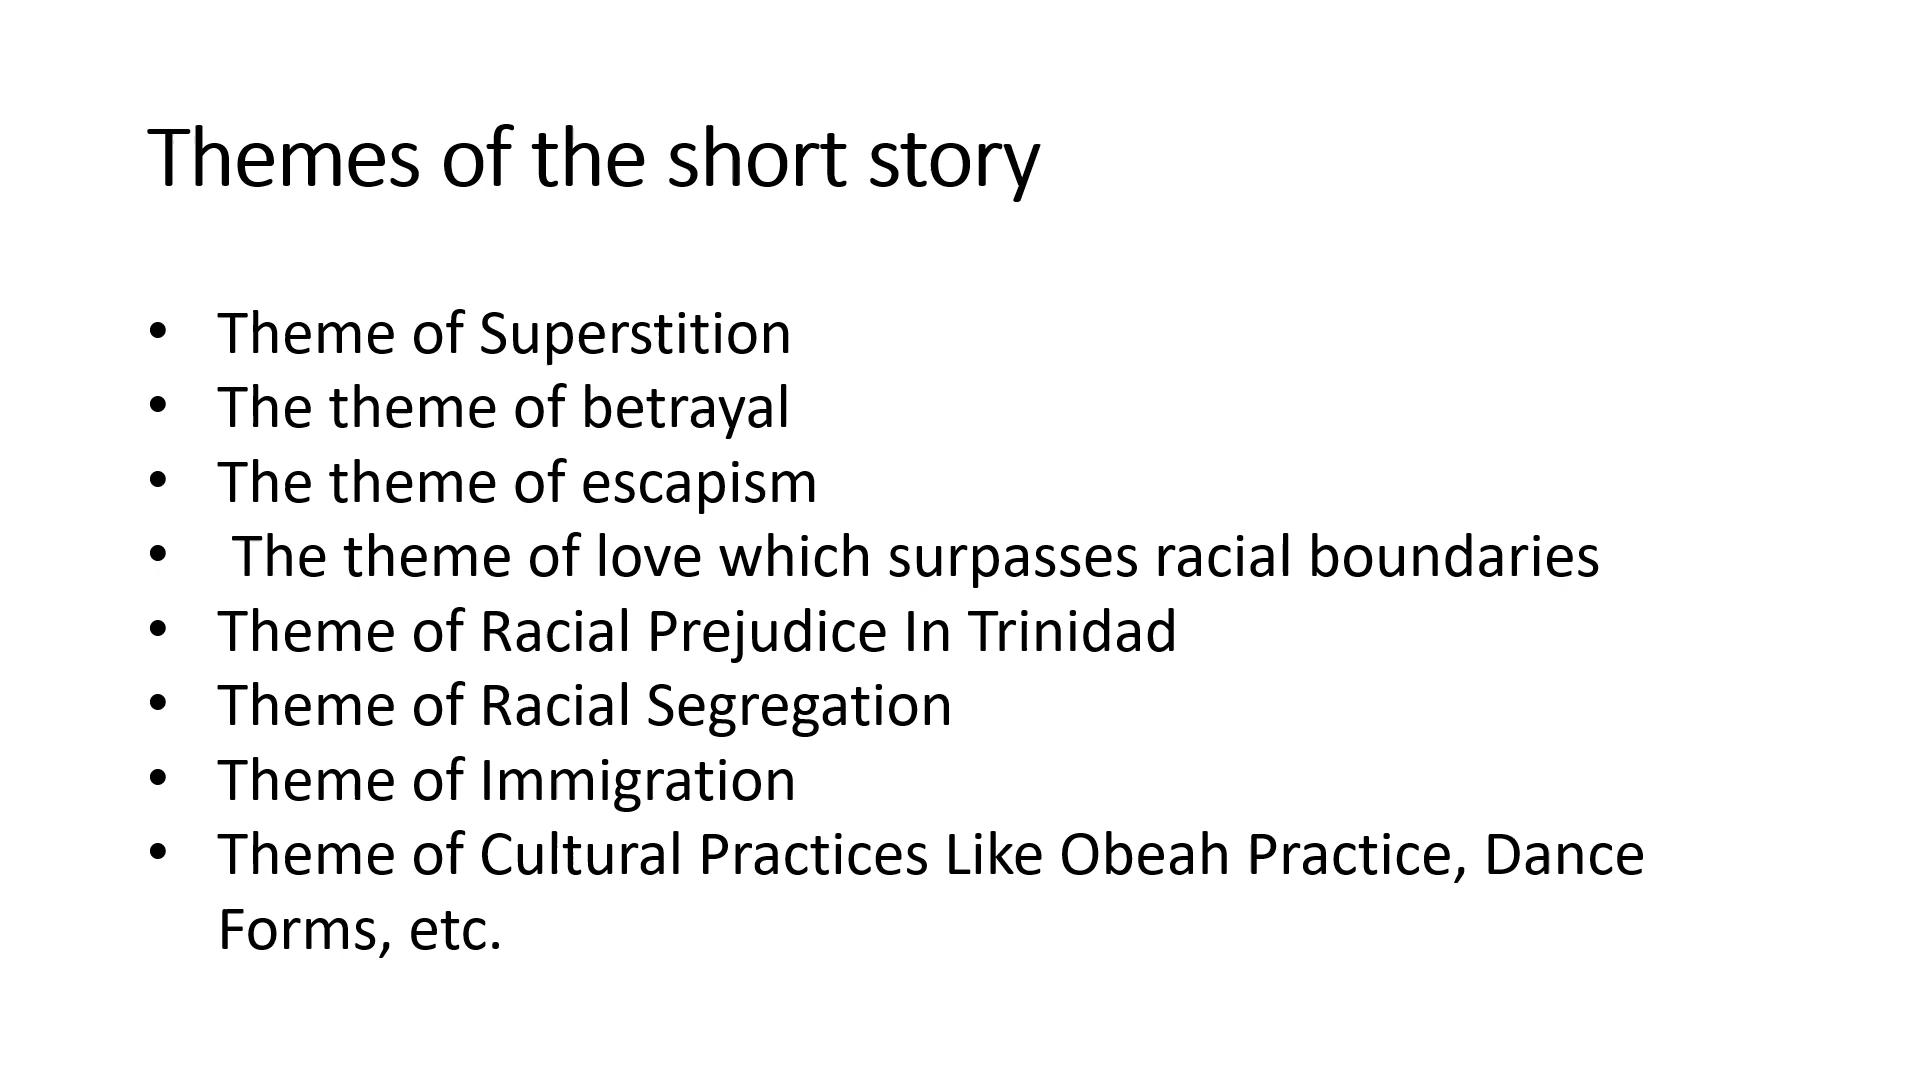 Themes of the short story
• Theme of Superstition
• The theme of betrayal
• The theme of escapism
• The theme of love which surpasses racial boundaries
• Theme of Racial Prejudice In Trinidad
• Theme of Racial Segregation
• Theme of Immigration
• Theme of Cultural Practices Like Obeah Practice, Dance
Forms, etc.